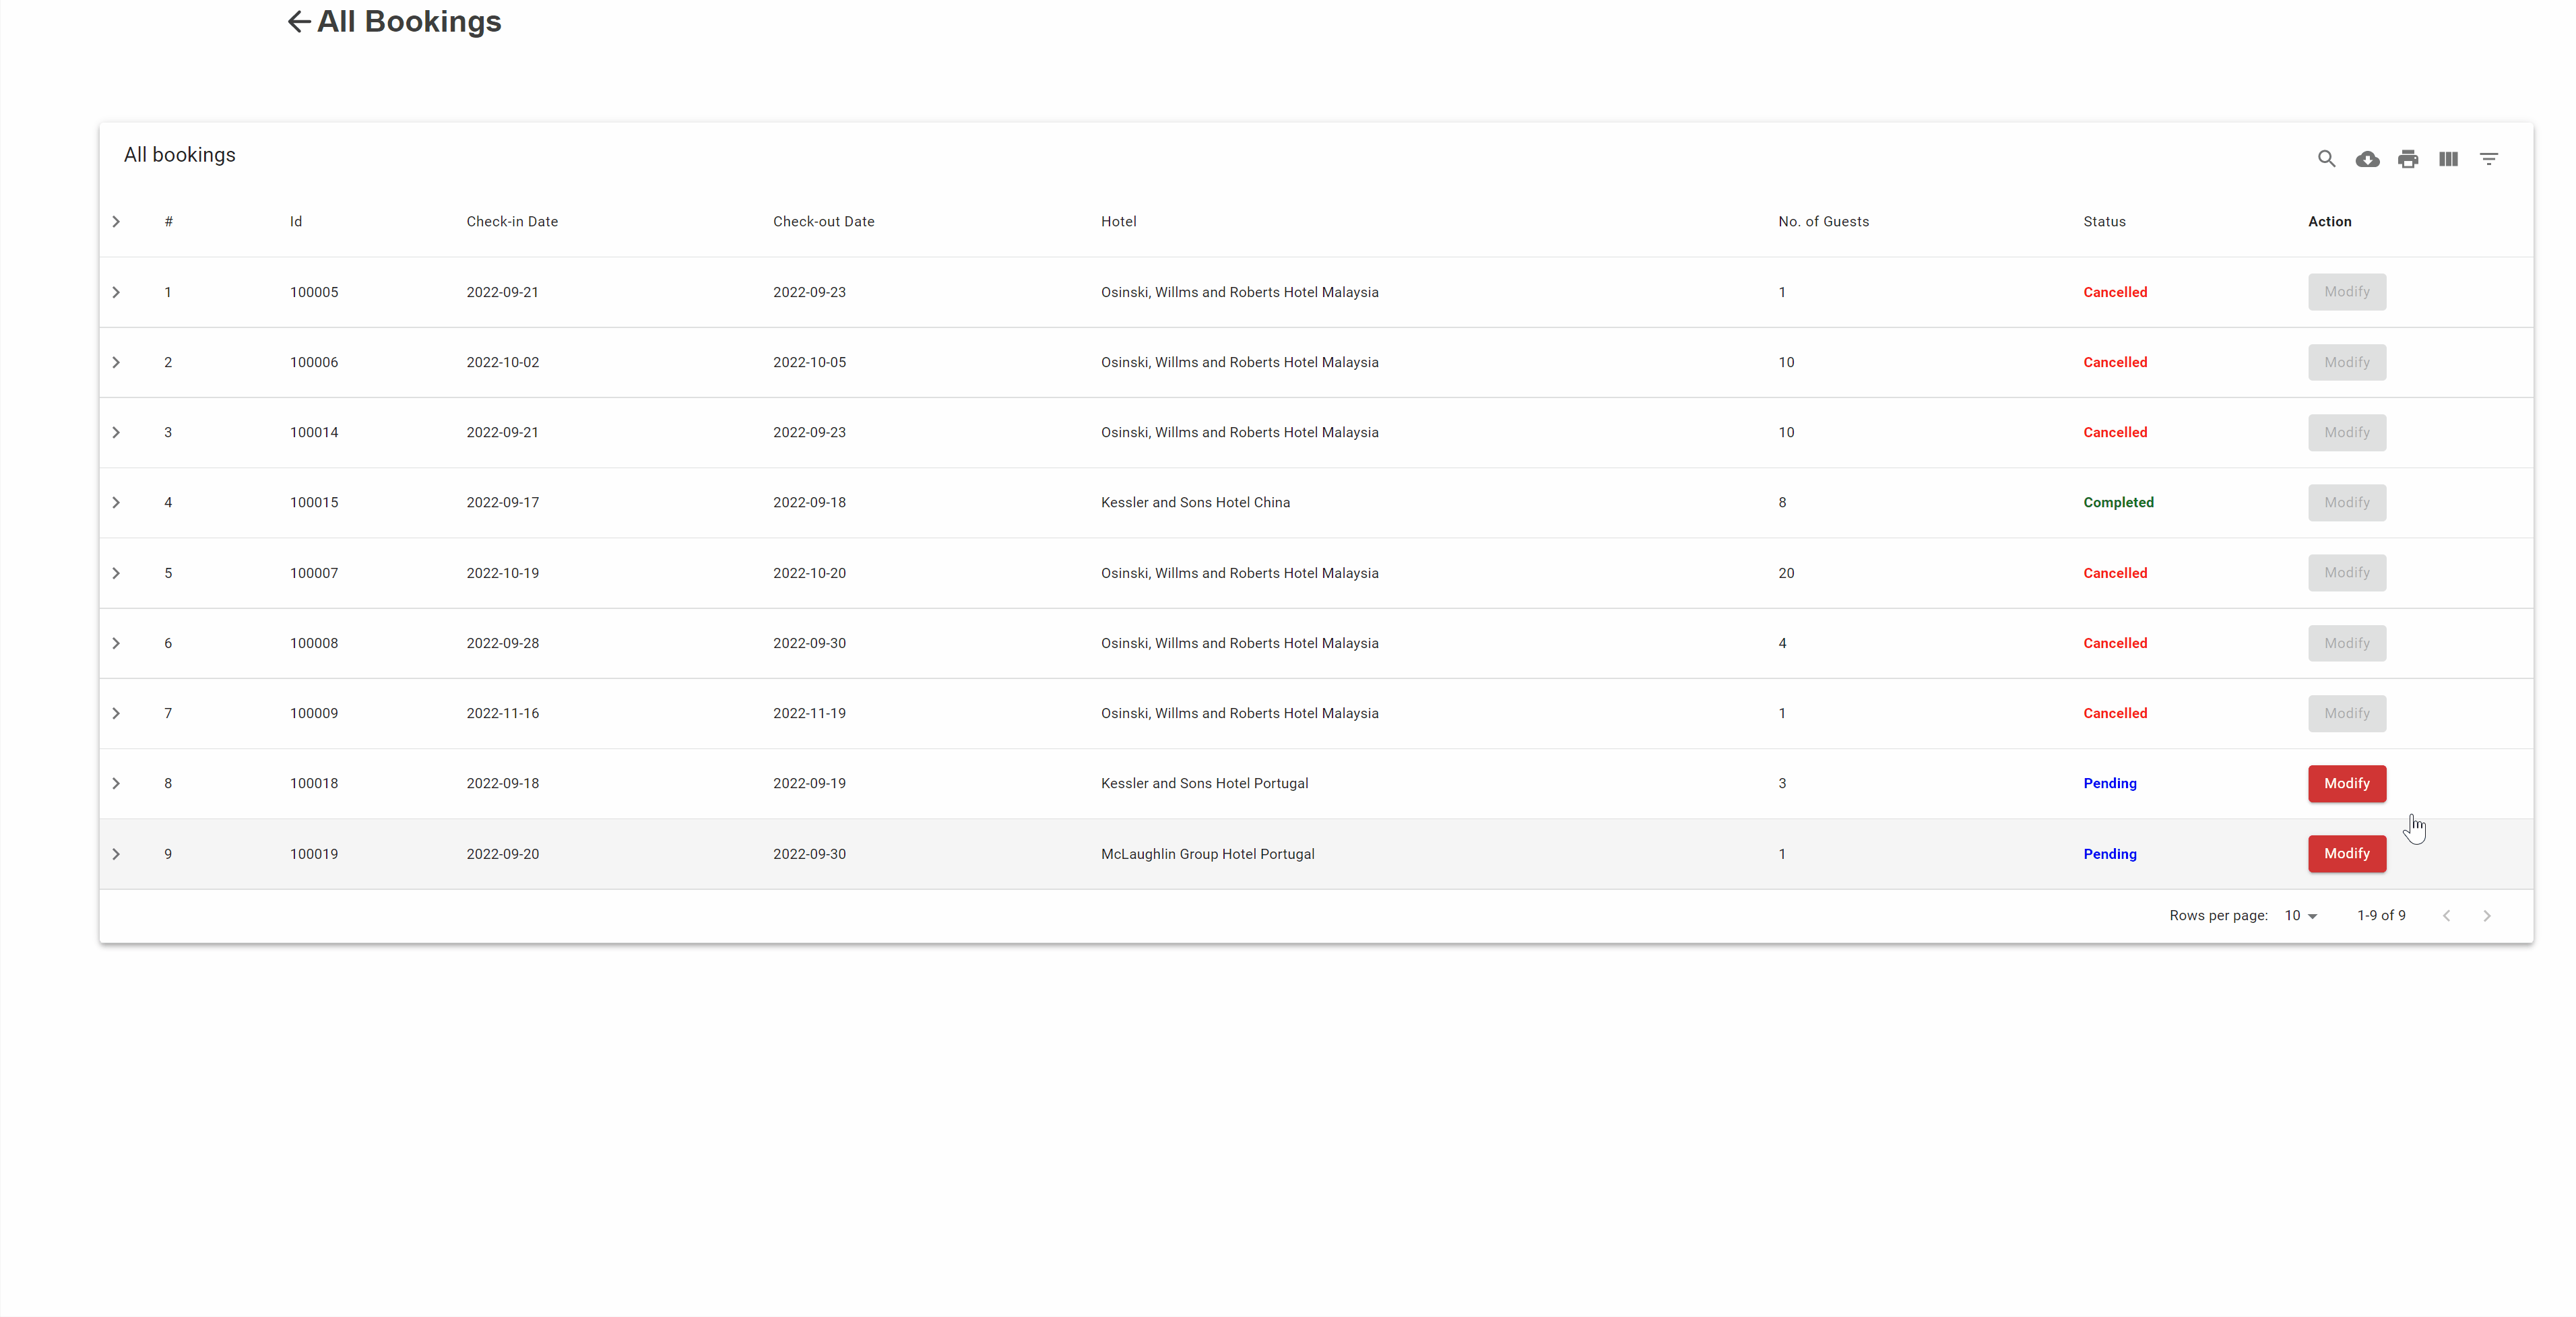 All Bookings
All bookings
# Id Check-in Date Check-out Date Hotel No. of Guests Status Action
1 100005 2022-09-21 2022-09-23 Osinski, Willms and Roberts Hotel Malaysia 1 Cancelled Modify
2 100006 2022-10-02 2022-10-05 Osinski, Willms and Roberts Hotel Malaysia 10 Cancelled Modify
3 100014 2022-09-21 2022-09-23 Osinski, Willms and Roberts Hotel Malaysia 10 Cancelled Modify
4 100015 2022-09-17 2022-09-18 Kessler and Sons Hotel China 8 Completed Modify
5 100007 2022-10-19 2022-10-20 Osinski, Willms and Roberts Hotel Malaysia 20 Cancelled Modify
6 100008 2022-09-28 2022-09-30 Osinski, Willms and Roberts Hotel Malaysia 4 Cancelled Modify
7 100009 2022-11-16 2022-11-19 Osinski, Willms and Roberts Hotel Malaysia 1 Cancelled Modify
8 100018 2022-09-18 2022-09-19 Kessler and Sons Hotel Portugal 3 Pending Modify
9 100019 2022-09-20 2022-09-30 McLaughlin Group Hotel Portugal 1 Pending Modify
Rows per page: 10 1-9 of 9